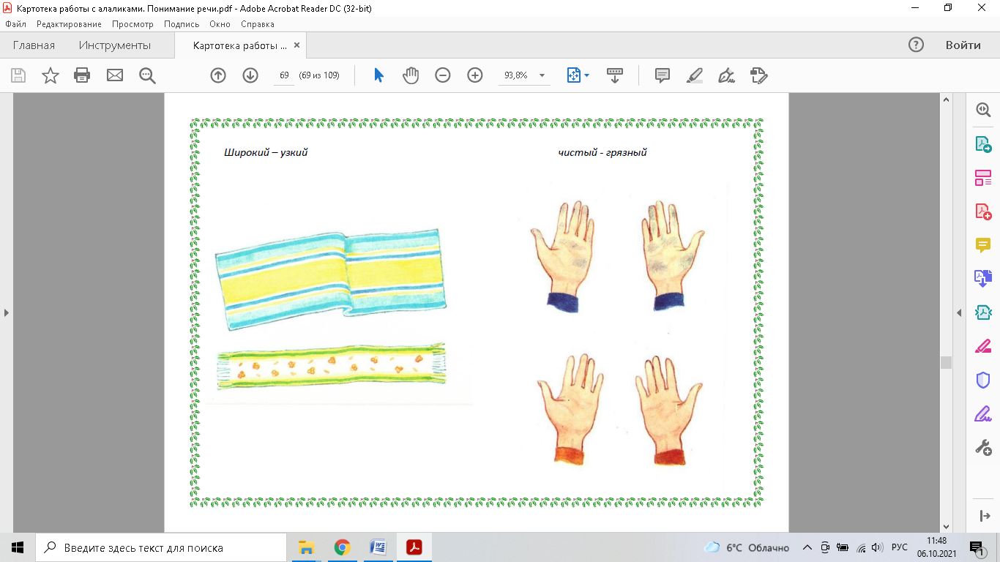 Картотека работы с алаликами. Понимание речи.pdf - Adobe Acrobat Reader DC (32-bit)
Файл Редактирование Просмотр Подпись Окно Справка
Главная Инструменты Картотека работы ... × ? Войти
69 (69 из 109) 93,8%
Широкий – узкий чистый - грязный
Введите здесь текст для поиска 6°C Облачно РУС 11:48
06.10.2021 1